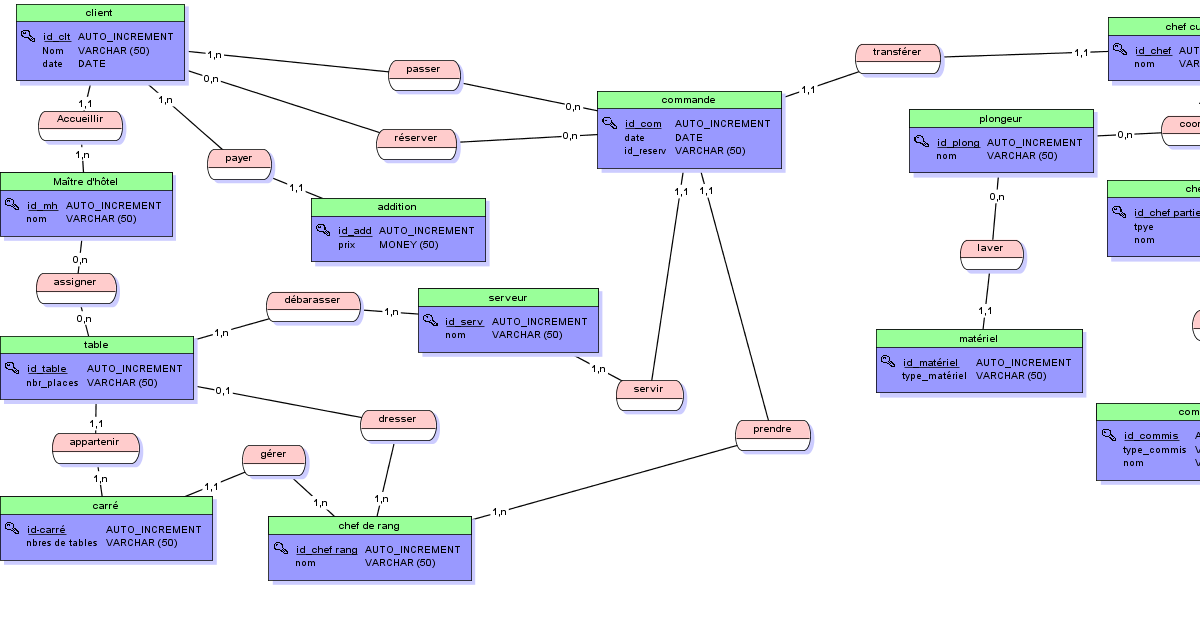 client
id_clt AUTO_INCREMENT
Nom VARCHAR (50)
date DATE
1,n
0,n
1,1
1,n
passer
0,n
réserver
0,n
transférer
1,1
1,1
chef
id_chef
nom
commande
id_com AUTO_INCREMENT
date DATE
id_reserv VARCHAR (50)
plongeur
id_plong AUTO_INCREMENT
nom VARCHAR (50)
0,n
Accueillir
1,n
payer
1,1
Maître d'hôtel
id_mh AUTO_INCREMENT
nom VARCHAR (50)
addition
id_add AUTO_INCREMENT
prix MONEY (50)
1,1
1,1
0,n
laver
1,1
id_chef partie
tpye
nom
0,n
assigner
0,n
débarasser
1,n
1,n
serveur
id_serv AUTO_INCREMENT
nom VARCHAR (50)
1,n
servir
matériel
id_matériel AUTO_INCREMENT
type_matériel VARCHAR (50)
table
id_table AUTO_INCREMENT
nbr_places VARCHAR (50)
0,1
1,1
dresser
1,n
prendre
1,n
appartenir
1,n
gérer
1,1
1,n
id_commis
type_commis
nom
carré
id-carré AUTO_INCREMENT
nbres de tables VARCHAR (50)
chef de rang
id_chef rang AUTO_INCREMENT
nom VARCHAR (50)